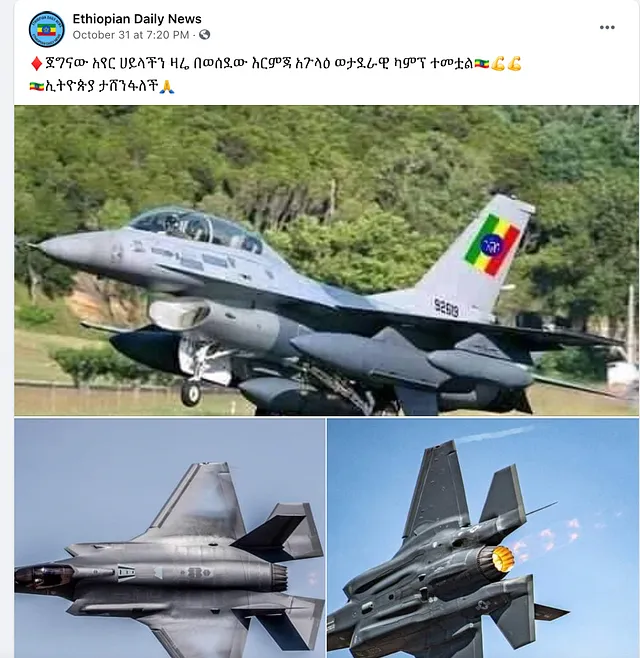 Ethiopian Daily News
October 31 at 7:20 PM ·
♦️ጀግናው አየር ሀይላችን ዛሬ በወሰደው እርምጃ አጉላዕ ወታደራዊ ካምፕ ተመቷል🇪🇹💪💪
🇪🇹ኢትዮጵያ ታሸንፋለች🙏
92613